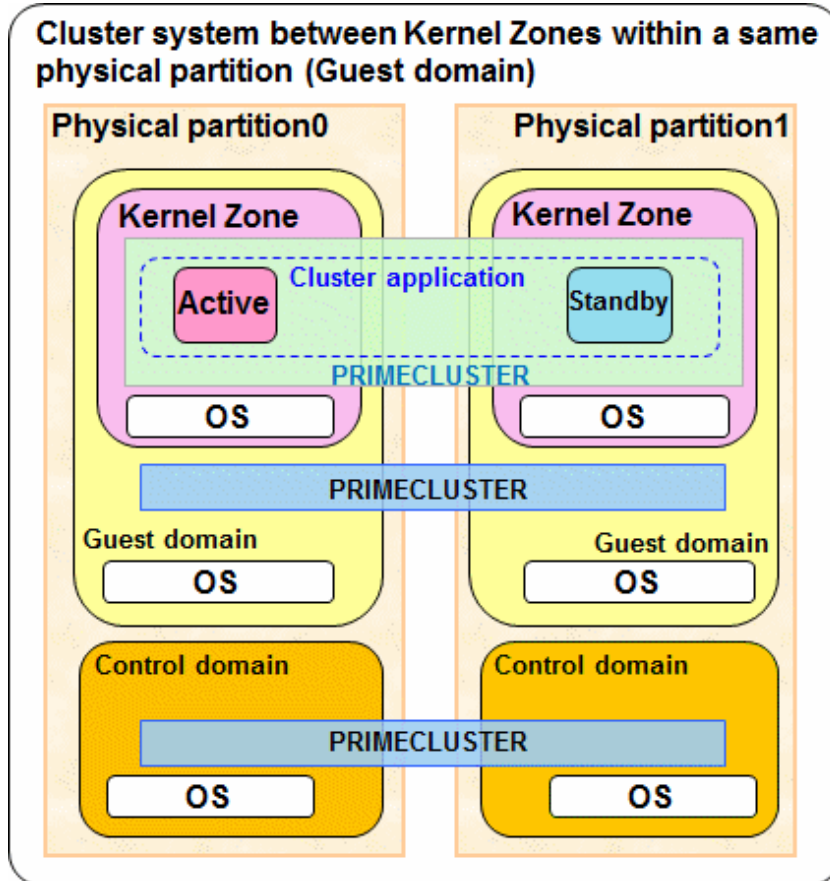 Cluster system between Kernel Zones within a same
physical partition (Guest domain)
Physical partition0
Physical partition1
Kernel Zone
Kernel Zone
Cluster application
Active
Standby
PRIMECLUSTER
OS
OS
PRIMECLUSTER
Guest domain
Guest domain
OS
OS
Control domain
Control domain
PRIMECLUSTER
OS
OS